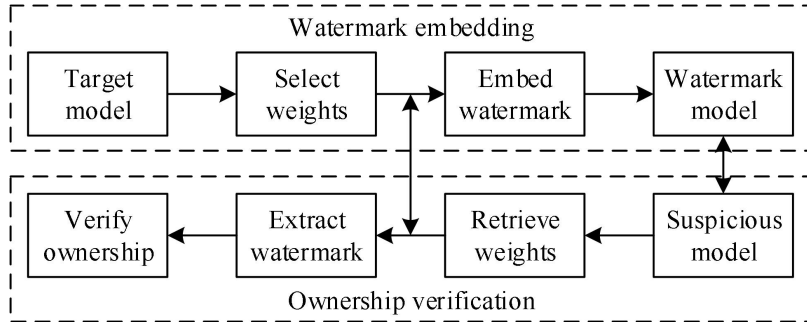 Watermark embedding
Target
model
Select
weights
Embed
watermark
Watermark
model
Verify
ownership
Extract
watermark
Retrieve
weights
Suspicious
model
Ownership verification